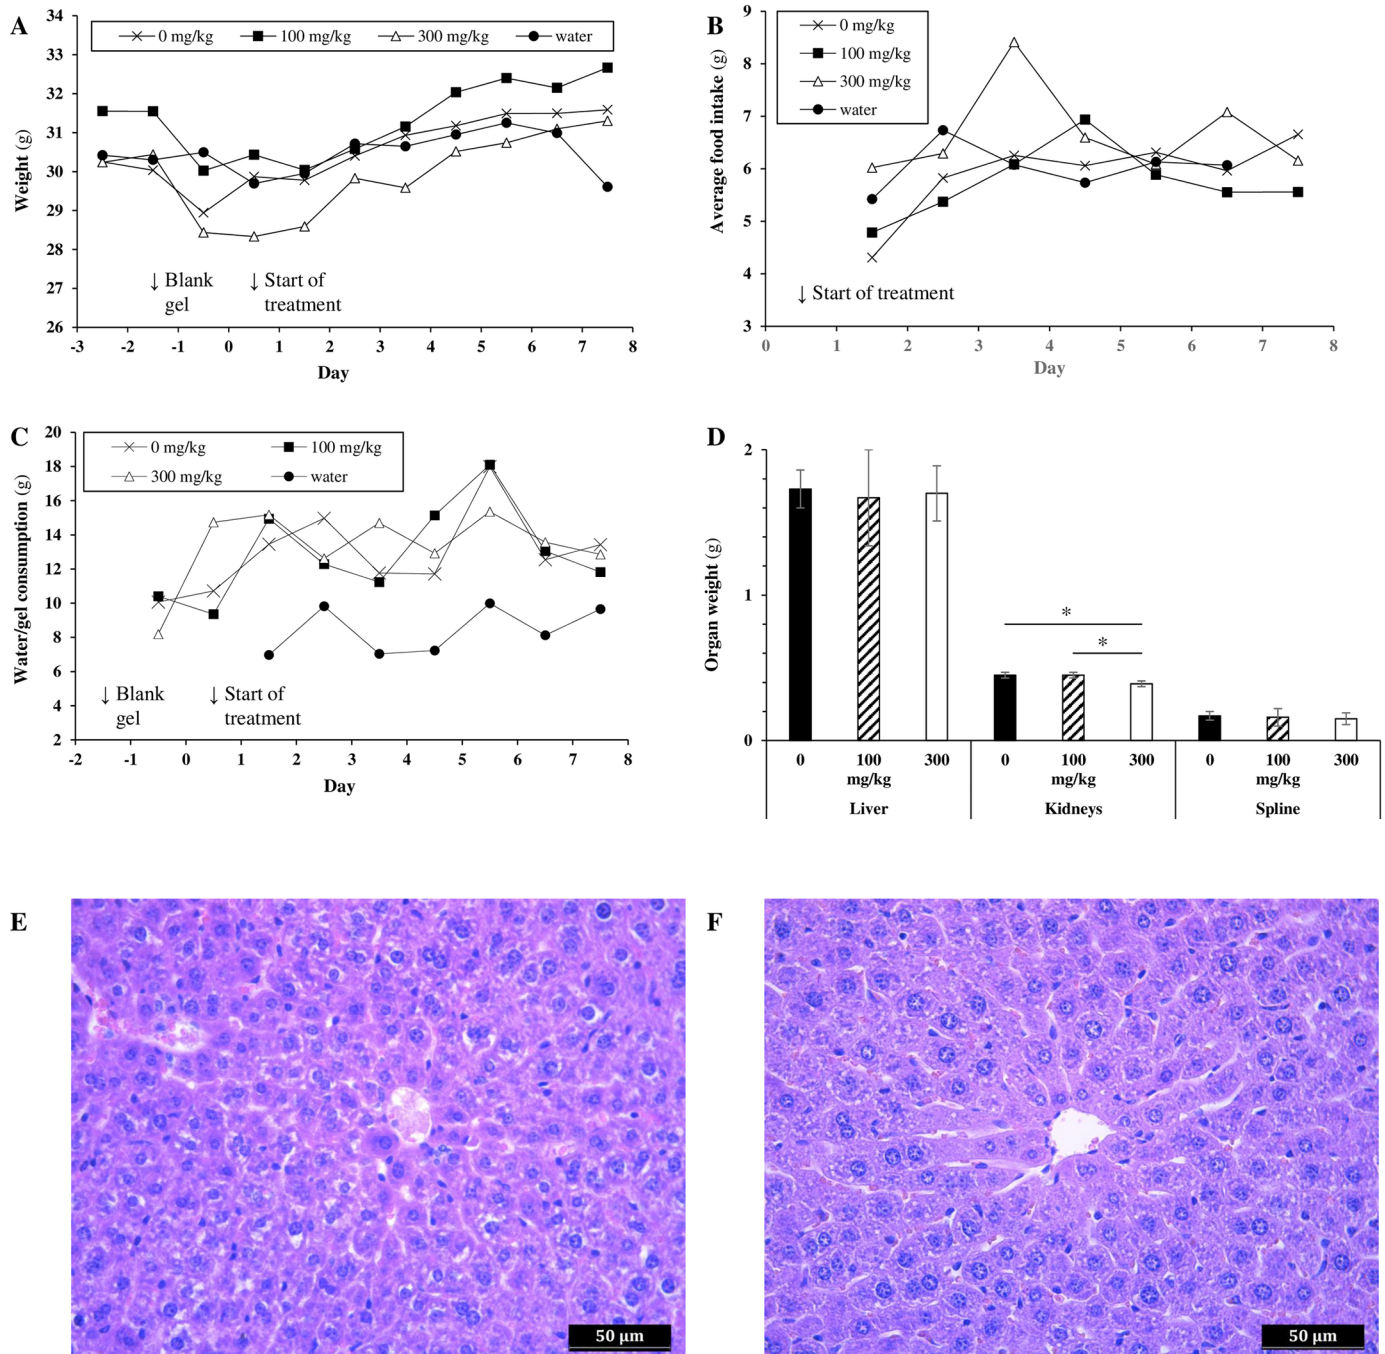 A
34
33
32
31
30
29
28
27
26
Weight (g)
0 mg/kg 100 mg/kg 300 mg/kg water
↓ Blank
gel
↓ Start of
treatment
-3 -2 -1 0 1 2 3 4 5 6 7 8
Day
B
9
8
7
6
5
4
3
Average food intake (g)
0 mg/kg
100 mg/kg
300 mg/kg
water
↓ Start of treatment
0 1 2 3 4 5 6 7 8
Day
C
20
18
16
14
12
10
8
6
4
2
Water/gel consumption (g)
0 mg/kg 100 mg/kg
300 mg/kg water
↓ Blank
gel
↓ Start of
treatment
-2 -1 0 1 2 3 4 5 6 7 8
Day
D
2
1
0
Organ weight (g)
*
*
0 100 300 0 100 300 0 100 300
mg/kg mg/kg mg/kg
Liver Kidneys Spline
E
50 µm
F
50 µm